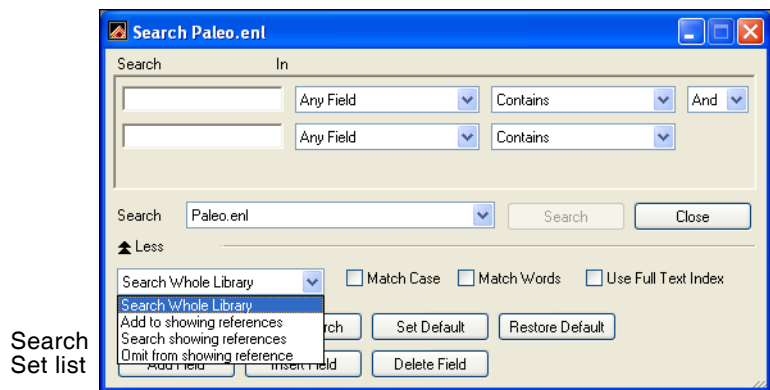 Search Paleo.enl
Search In
Any Field Contains And
Any Field Contains
Search Paleo.enl Search Close
Less
Search Whole Library Match Case Match Words Use Full Text Index
Search Whole Library
Add to showing references
Search showing references
Omit from showing reference
Set Default Restore Default
Delete Field
Search
Set list